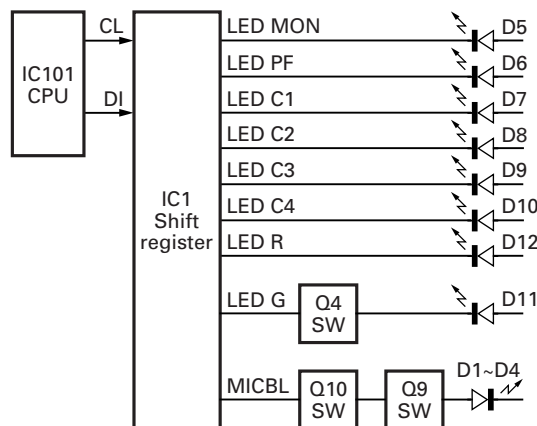 CL
IC101
CPU
DI
IC1
Shift
register
LED MON
D5
LED PF
D6
LED C1
D7
LED C2
D8
LED C3
D9
LED C4
D10
LED R
D12
LED G
Q4
SW
D11
MICBL
Q10
SW
Q9
SW
D1~D4